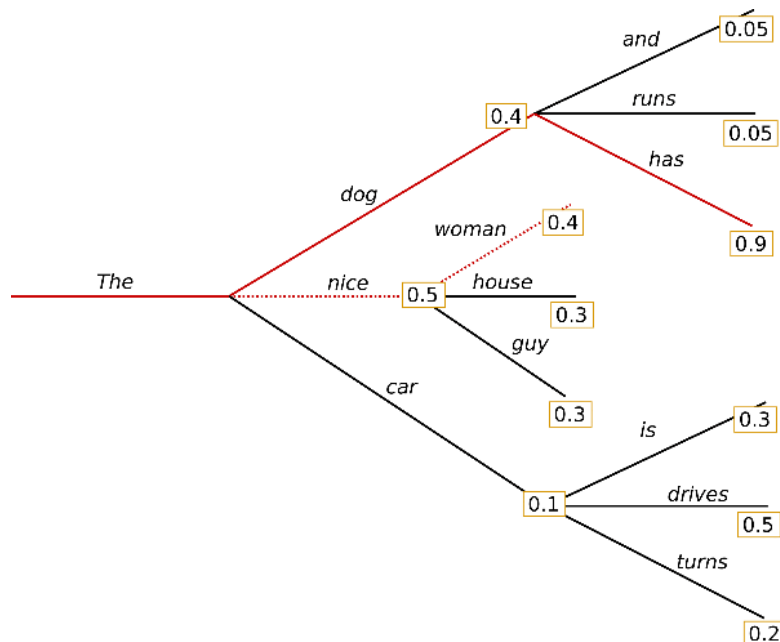 and
0.05
runs
0.4
0.05
has
dog
woman
0.4
0.9
The
nice
0.5
house
0.3
guy
car
0.3
0.3
is
drives
0.1
0.5
turns
0.2